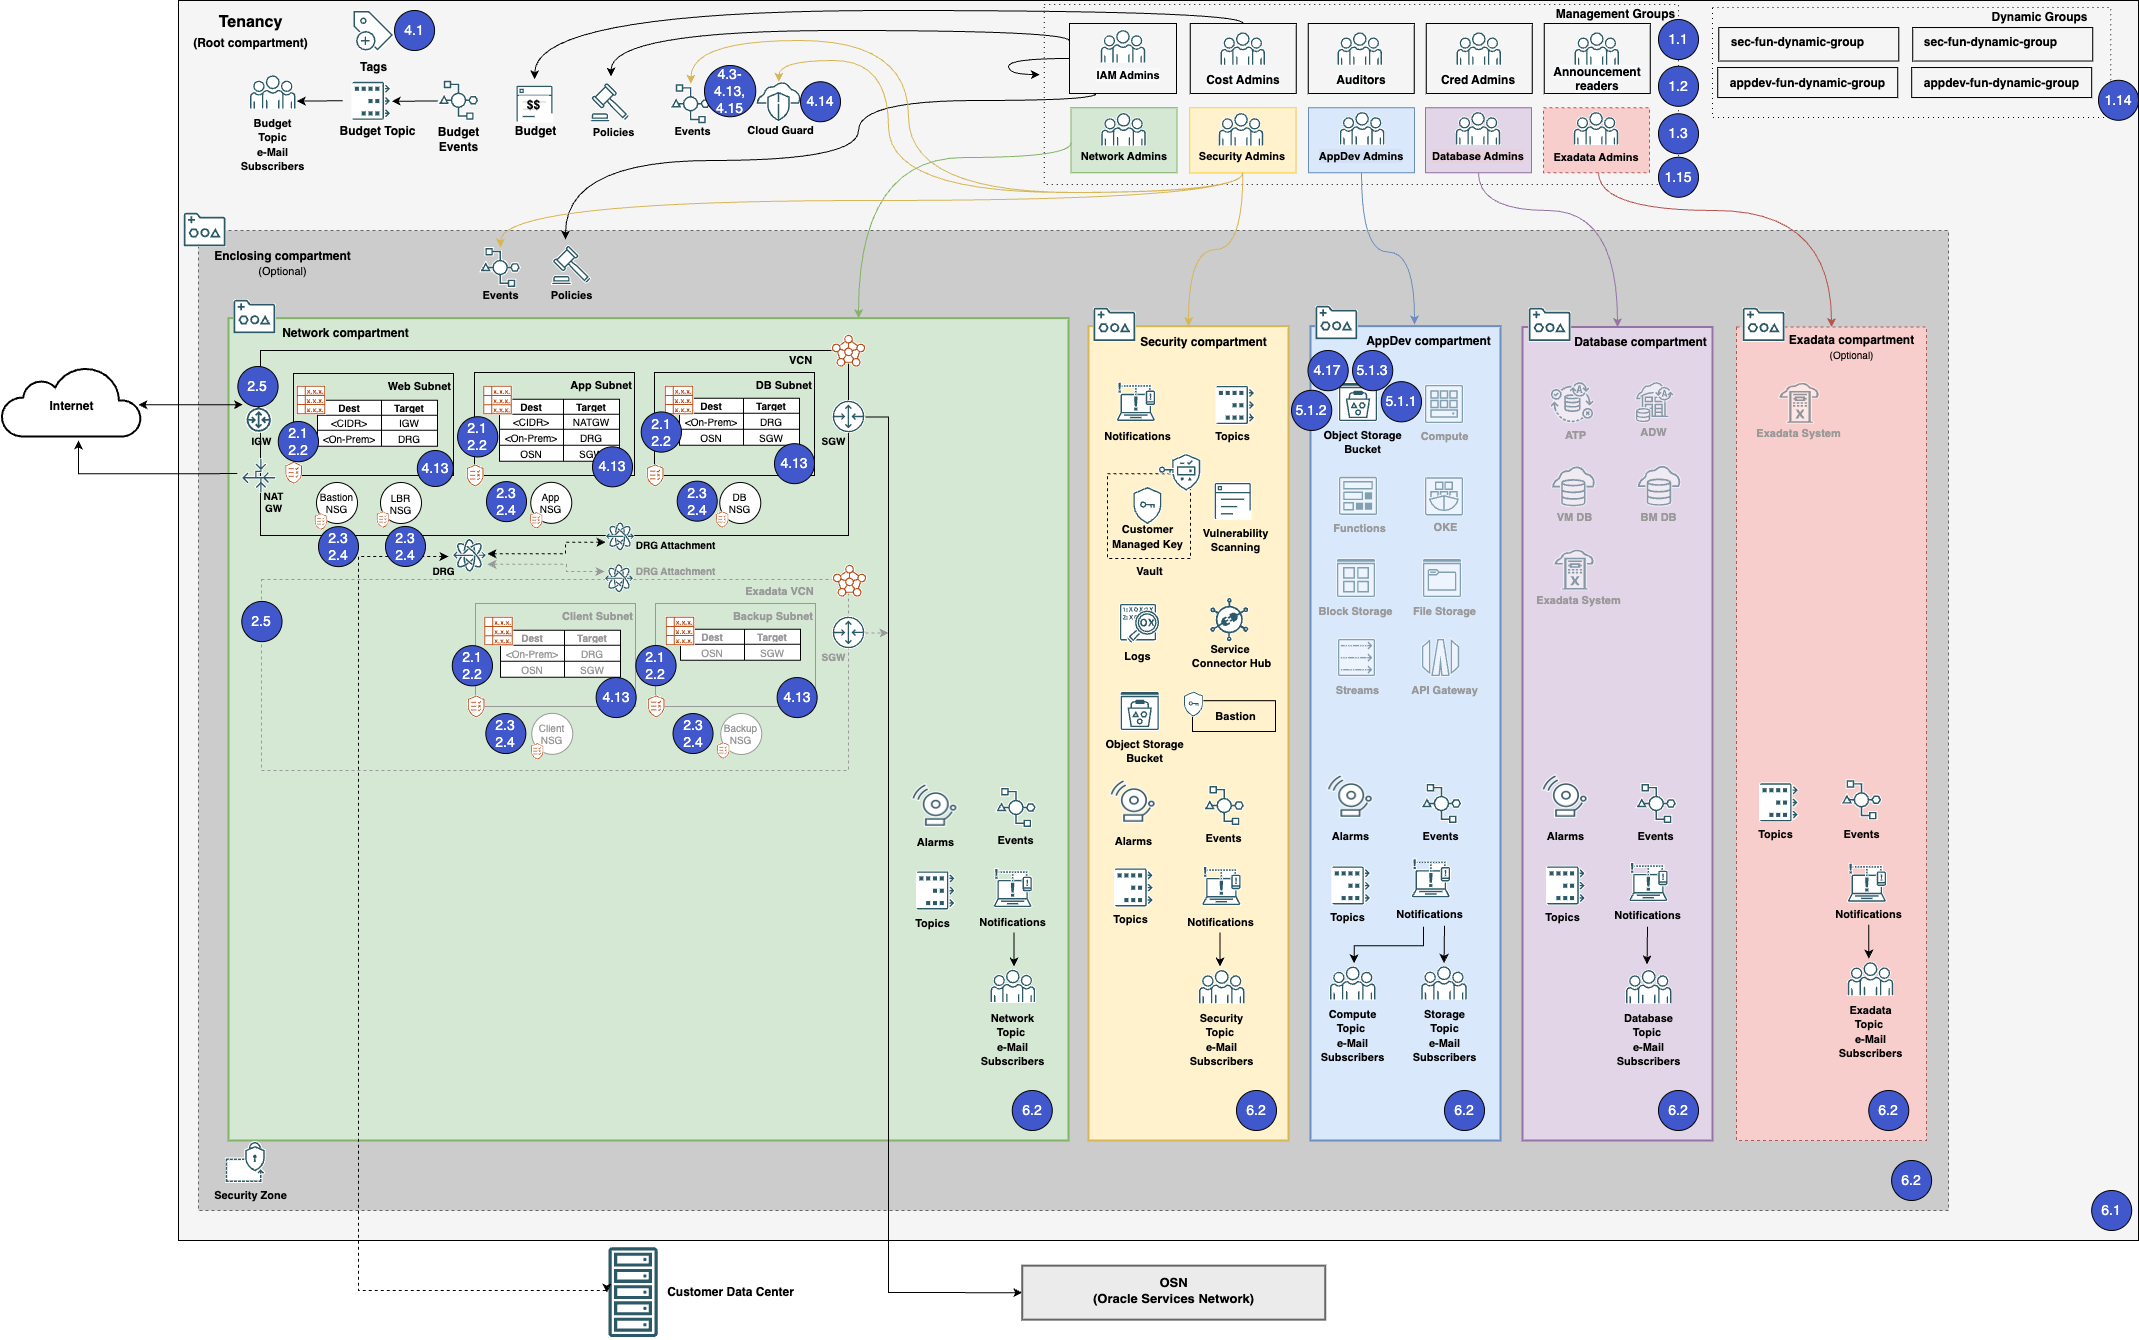 Tenancy
(Root compartment)
4.1
Tags
Budget
Topic
e-Mail
Subscribers
Budget Topic
Budget
Events
$$
Budget
Policies
4.3-
4.13,
4.15
Events
4.14
Cloud Guard
Management Groups
IAM Admins
Cost Admins
Auditors
Cred Admins
Announcement
readers
Network Admins
Security Admins
AppDev Admins
Database Admins
Exadata Admins
1.1
1.2
1.3
1.15
Dynamic Groups
sec-fun-dynamic-group
sec-fun-dynamic-group
appdev-fun-dynamic-group
appdev-fun-dynamic-group
1.14
Enclosing compartment
(Optional)
Events
Policies
Internet
Network compartment
VCN
2.5
IGW
NAT
GW
Web Subnet
Dest Target
<CIDR> IGW
<On-Prem> DRG
2.1
2.2
4.13
App Subnet
Dest Target
<CIDR> NATGW
<On-Prem> DRG
OSN SGW
2.1
2.2
4.13
DB Subnet
Dest Target
<On-Prem> DRG
OSN SGW
2.1
2.2
4.13
SGW
Bastion
NSG
LBR
NSG
2.3
2.4
App
NSG
2.3
2.4
DB
NSG
2.3
2.4
2.3
2.4
DRG
DRG Attachment
DRG Attachment
Exadata VCN
2.5
Client Subnet
Dest Target
<On-Prem> DRG
OSN SGW
2.1
2.2
4.13
Backup Subnet
Dest Target
OSN SGW
2.1
2.2
4.13
SGW
2.3
2.4
Client
NSG
2.3
2.4
Backup
NSG
Alarms
Events
Topics
Notifications
Network
Topic
e-Mail
Subscribers
6.2
Security compartment
Notifications
Topics
Customer
Managed Key
Vault
Vulnerability
Scanning
Logs
Service
Connector Hub
Object Storage
Bucket
Bastion
Alarms
Events
Topics
Notifications
Security
Topic
e-Mail
Subscribers
6.2
AppDev compartment
4.17
5.1.3
5.1.2
5.1.1
Object Storage
Bucket
Compute
Functions
OKE
Block Storage
File Storage
Streams
API Gateway
Alarms
Events
Topics
Notifications
Compute
Topic
e-Mail
Subscribers
Storage
Topic
e-Mail
Subscribers
6.2
Database compartment
ATP
ADW
VM DB
BM DB
Exadata System
Alarms
Events
Topics
Notifications
Database
Topic
e-Mail
Subscribers
6.2
Exadata compartment
(Optional)
Exadata System
Topics
Events
Notifications
Exadata
Topic
e-Mail
Subscribers
6.2
Security Zone
6.2
6.1
Customer Data Center
OSN
(Oracle Services Network)